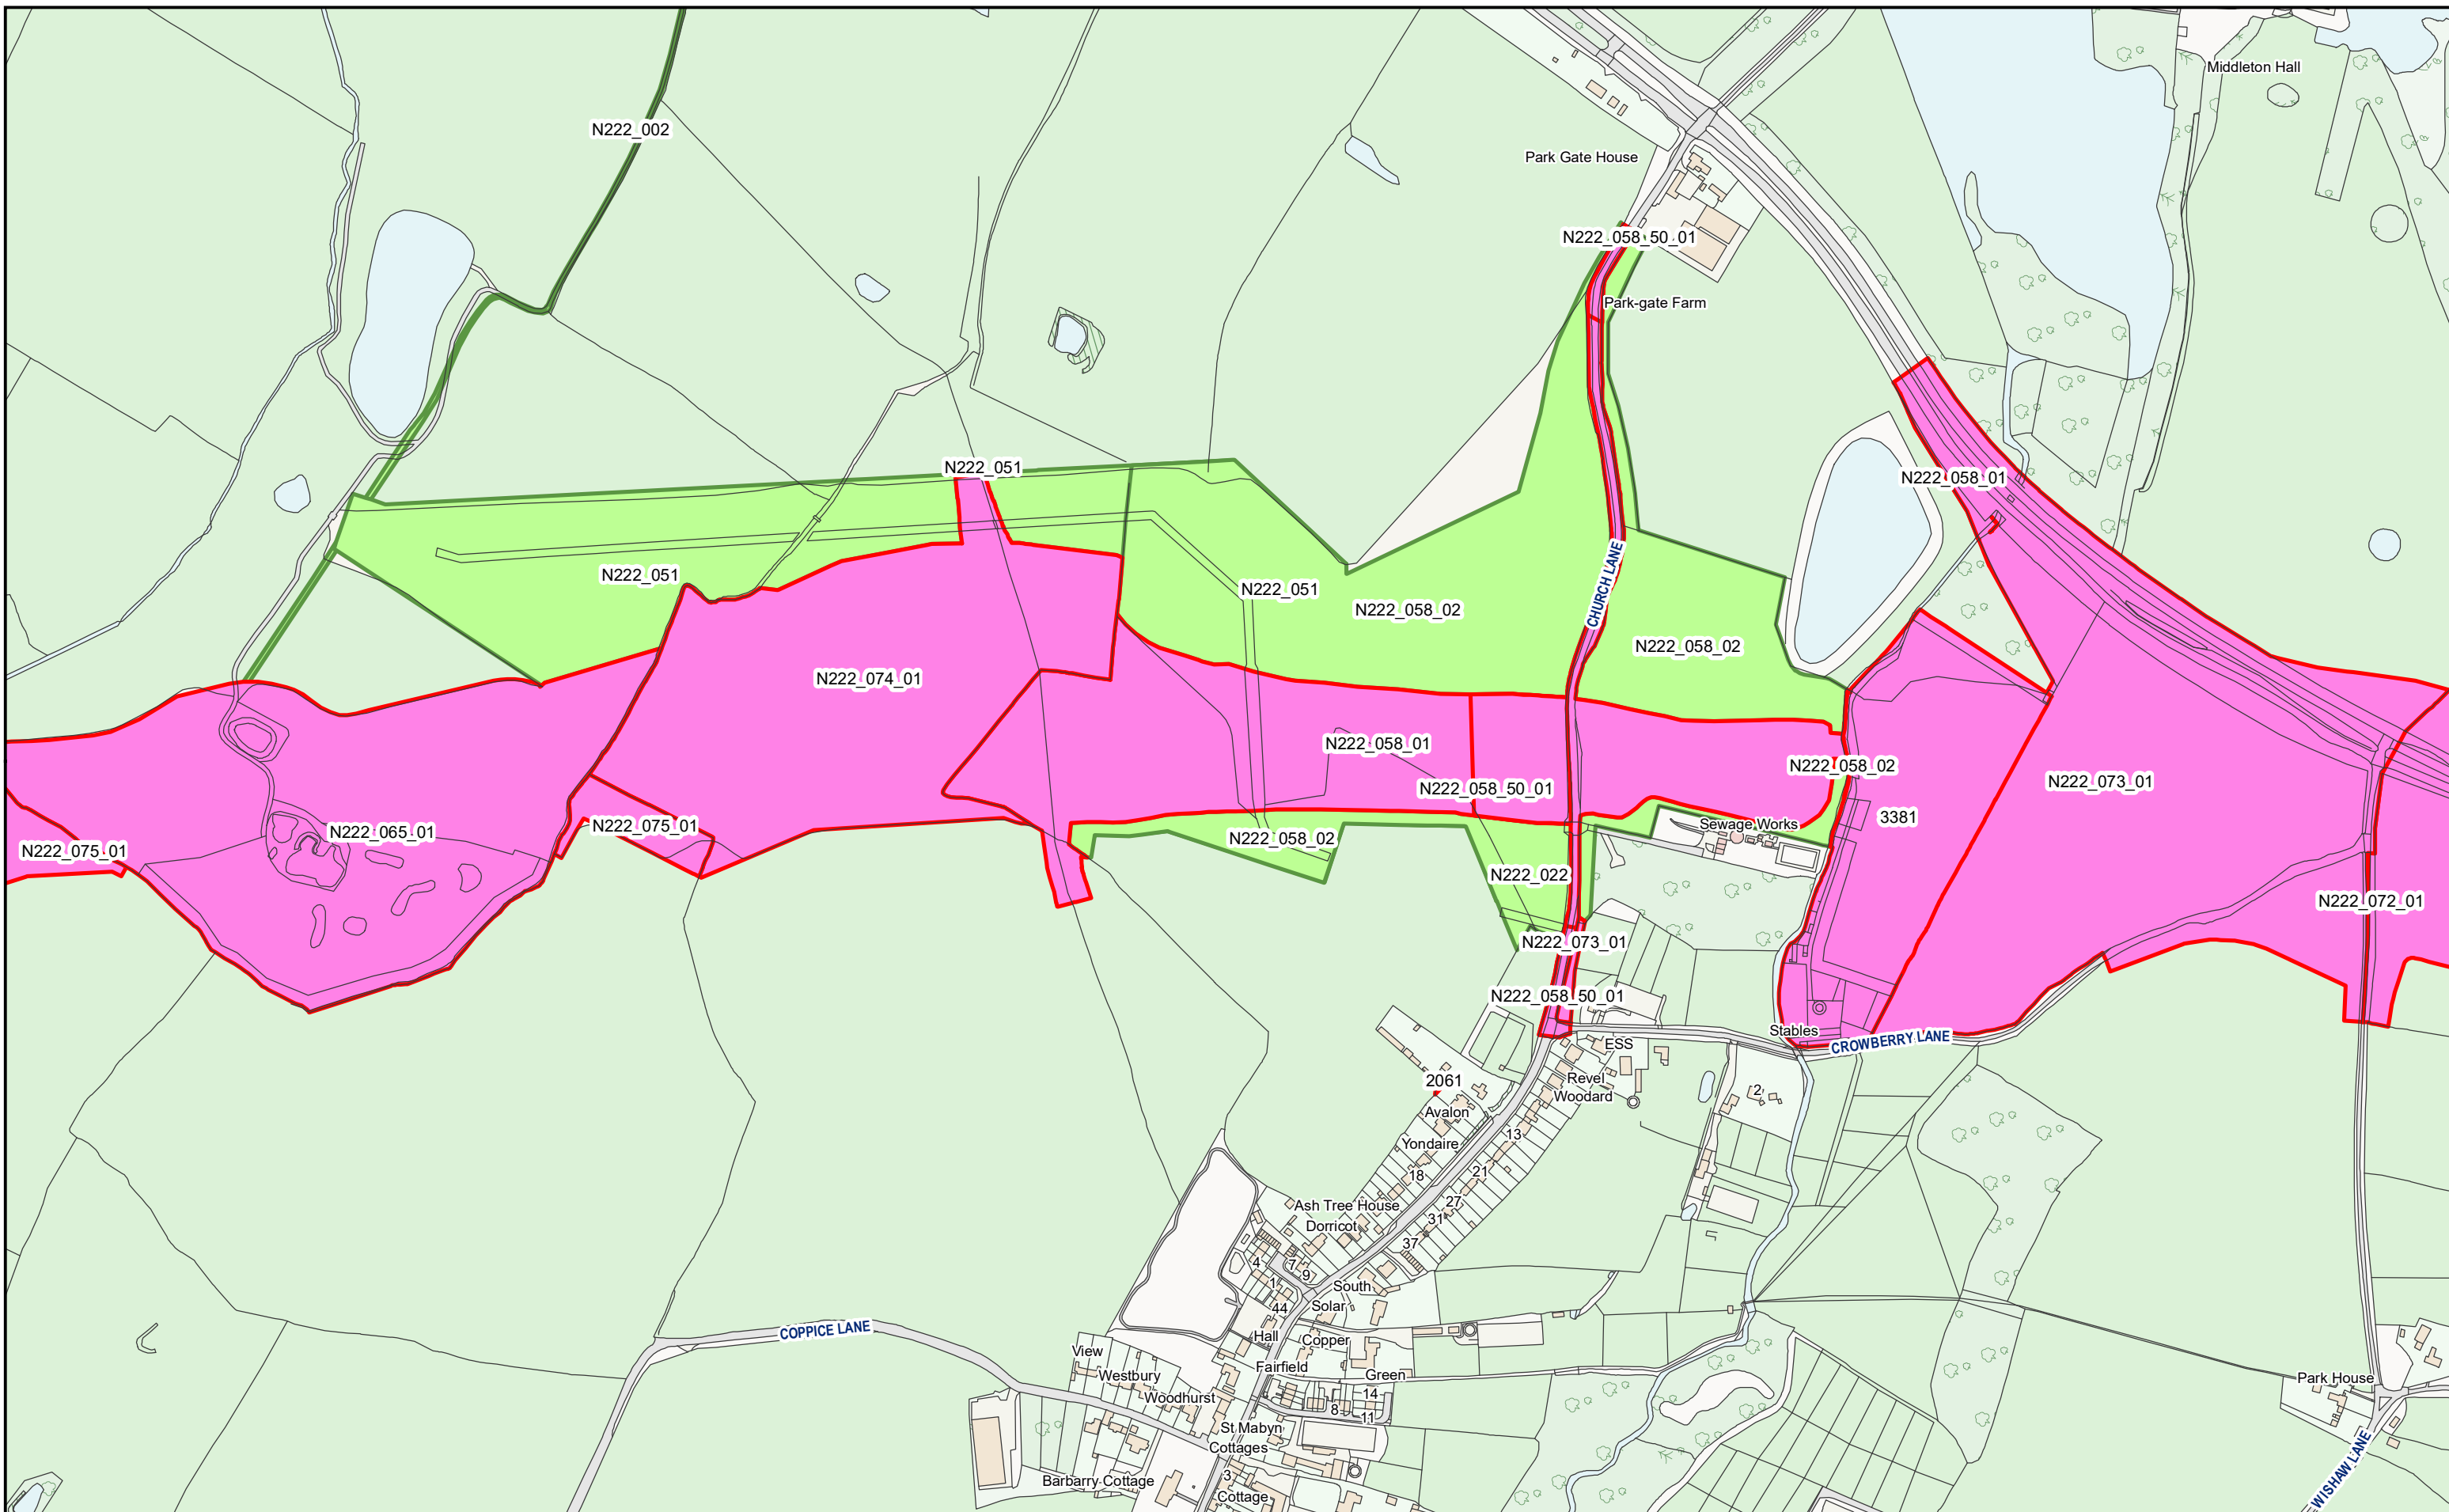 Middleton Hall
N222_002
Park Gate House
N222_058_50_01
Park-gate Farm
N222_051
N222_058_01
N222_051
N222_051
N222_058_02
CHURCH LANE
N222_058_02
N222_074_01
N222_058_01
N222_058_02
N222_073_01
N222_058_50_01
3381
Sewage Works
N222_075_01
N222_065_01
N222_075_01
N222_058_02
N222_022
N222_072_01
N222_073_01
N222_058_50_01
Stables
CROWBERRY LANE
ESS
2061
Revel
Woodard
2
Avalon
Yondaire
13
18
21
Ash Tree House
27
Dorricot
31
37
4
7
9
1
South
44
Solar
COPPICE LANE
Hall
Copper
View
Fairfield
Westbury
Green
Woodhurst
14
8
11
Park House
St Mabyn
Cottages
3
Barbarry Cottage
Cottage
WISHAW LANE